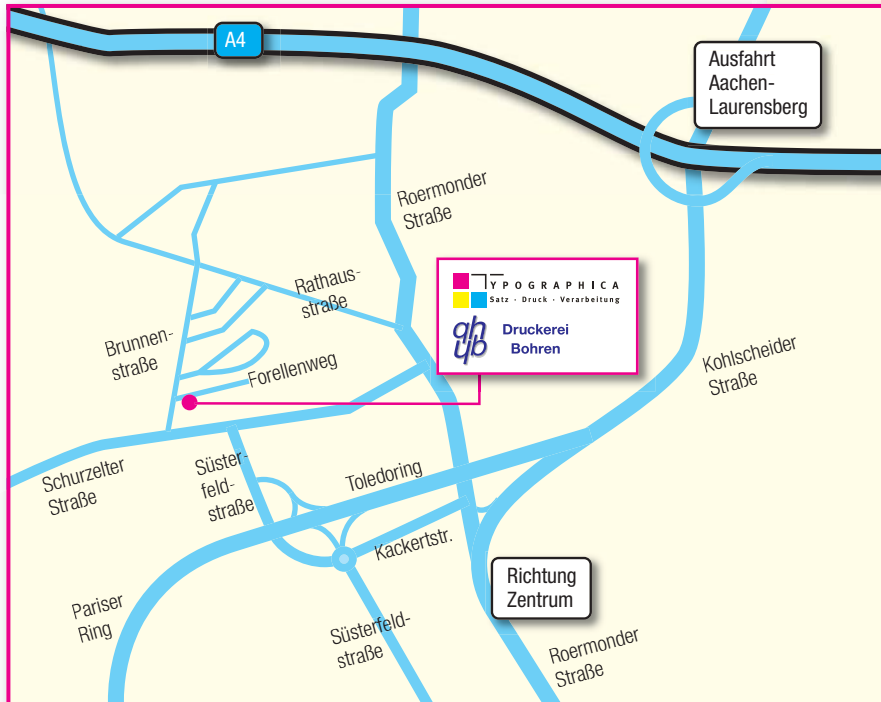 A4
Ausfahrt
Aachen-
Laurensberg
Roermonder
Straße
TYPOGRAPHICA
Satz · Druck · Verarbeitung
qhyb
Druckerei
Bohren
Rathaus-
straße
Brunnen-
straße
Forellenweg
Kohlscheider
Straße
Schurzelter
Straße
Süster-
feld-
straße
Toledoring
Kackertstr.
Richtung
Zentrum
Pariser
Ring
Süsterfeld-
straße
Roermonder
Straße